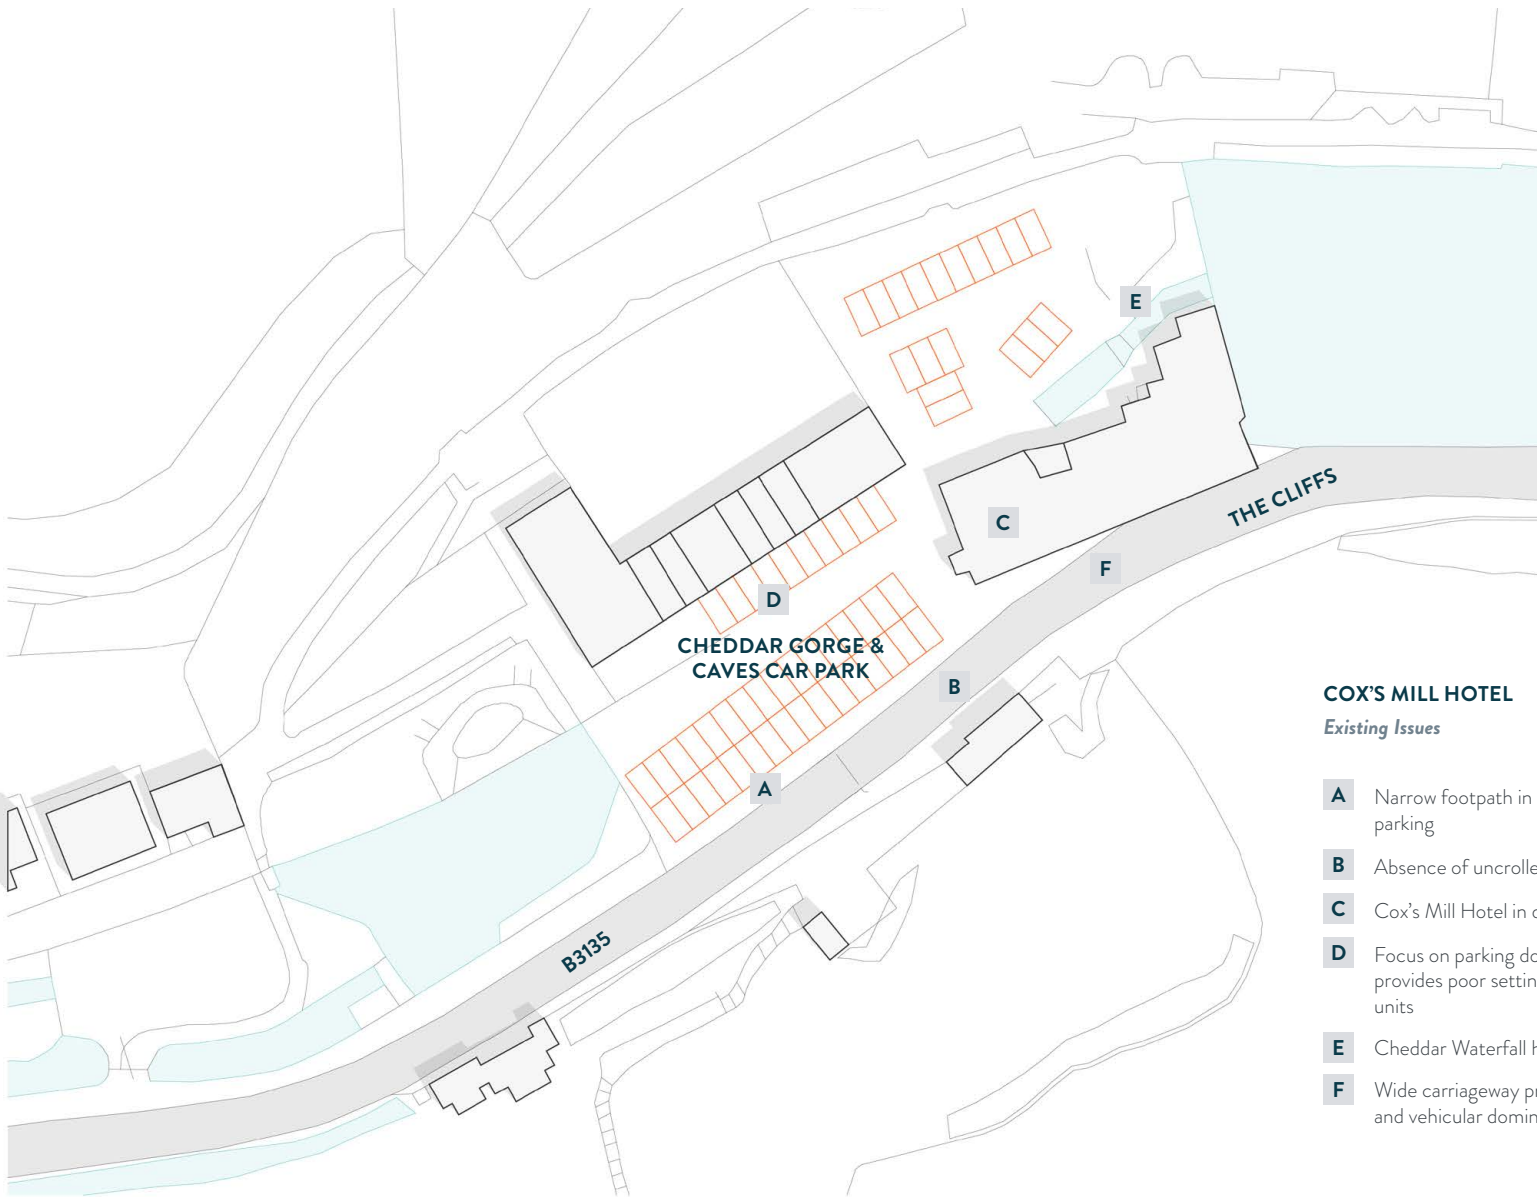 E
THE CLIFFS
C
F
D
CHEDDAR GORGE &
CAVES CAR PARK
B
A
B3135
COX'S MILL HOTEL
Existing Issues
A Narrow footpath in
parking
B Absence of uncrolle
C Cox's Mill Hotel in
D Focus on parking do
provides poor settin
units
E Cheddar Waterfall
F Wide carriageway pr
and vehicular domin